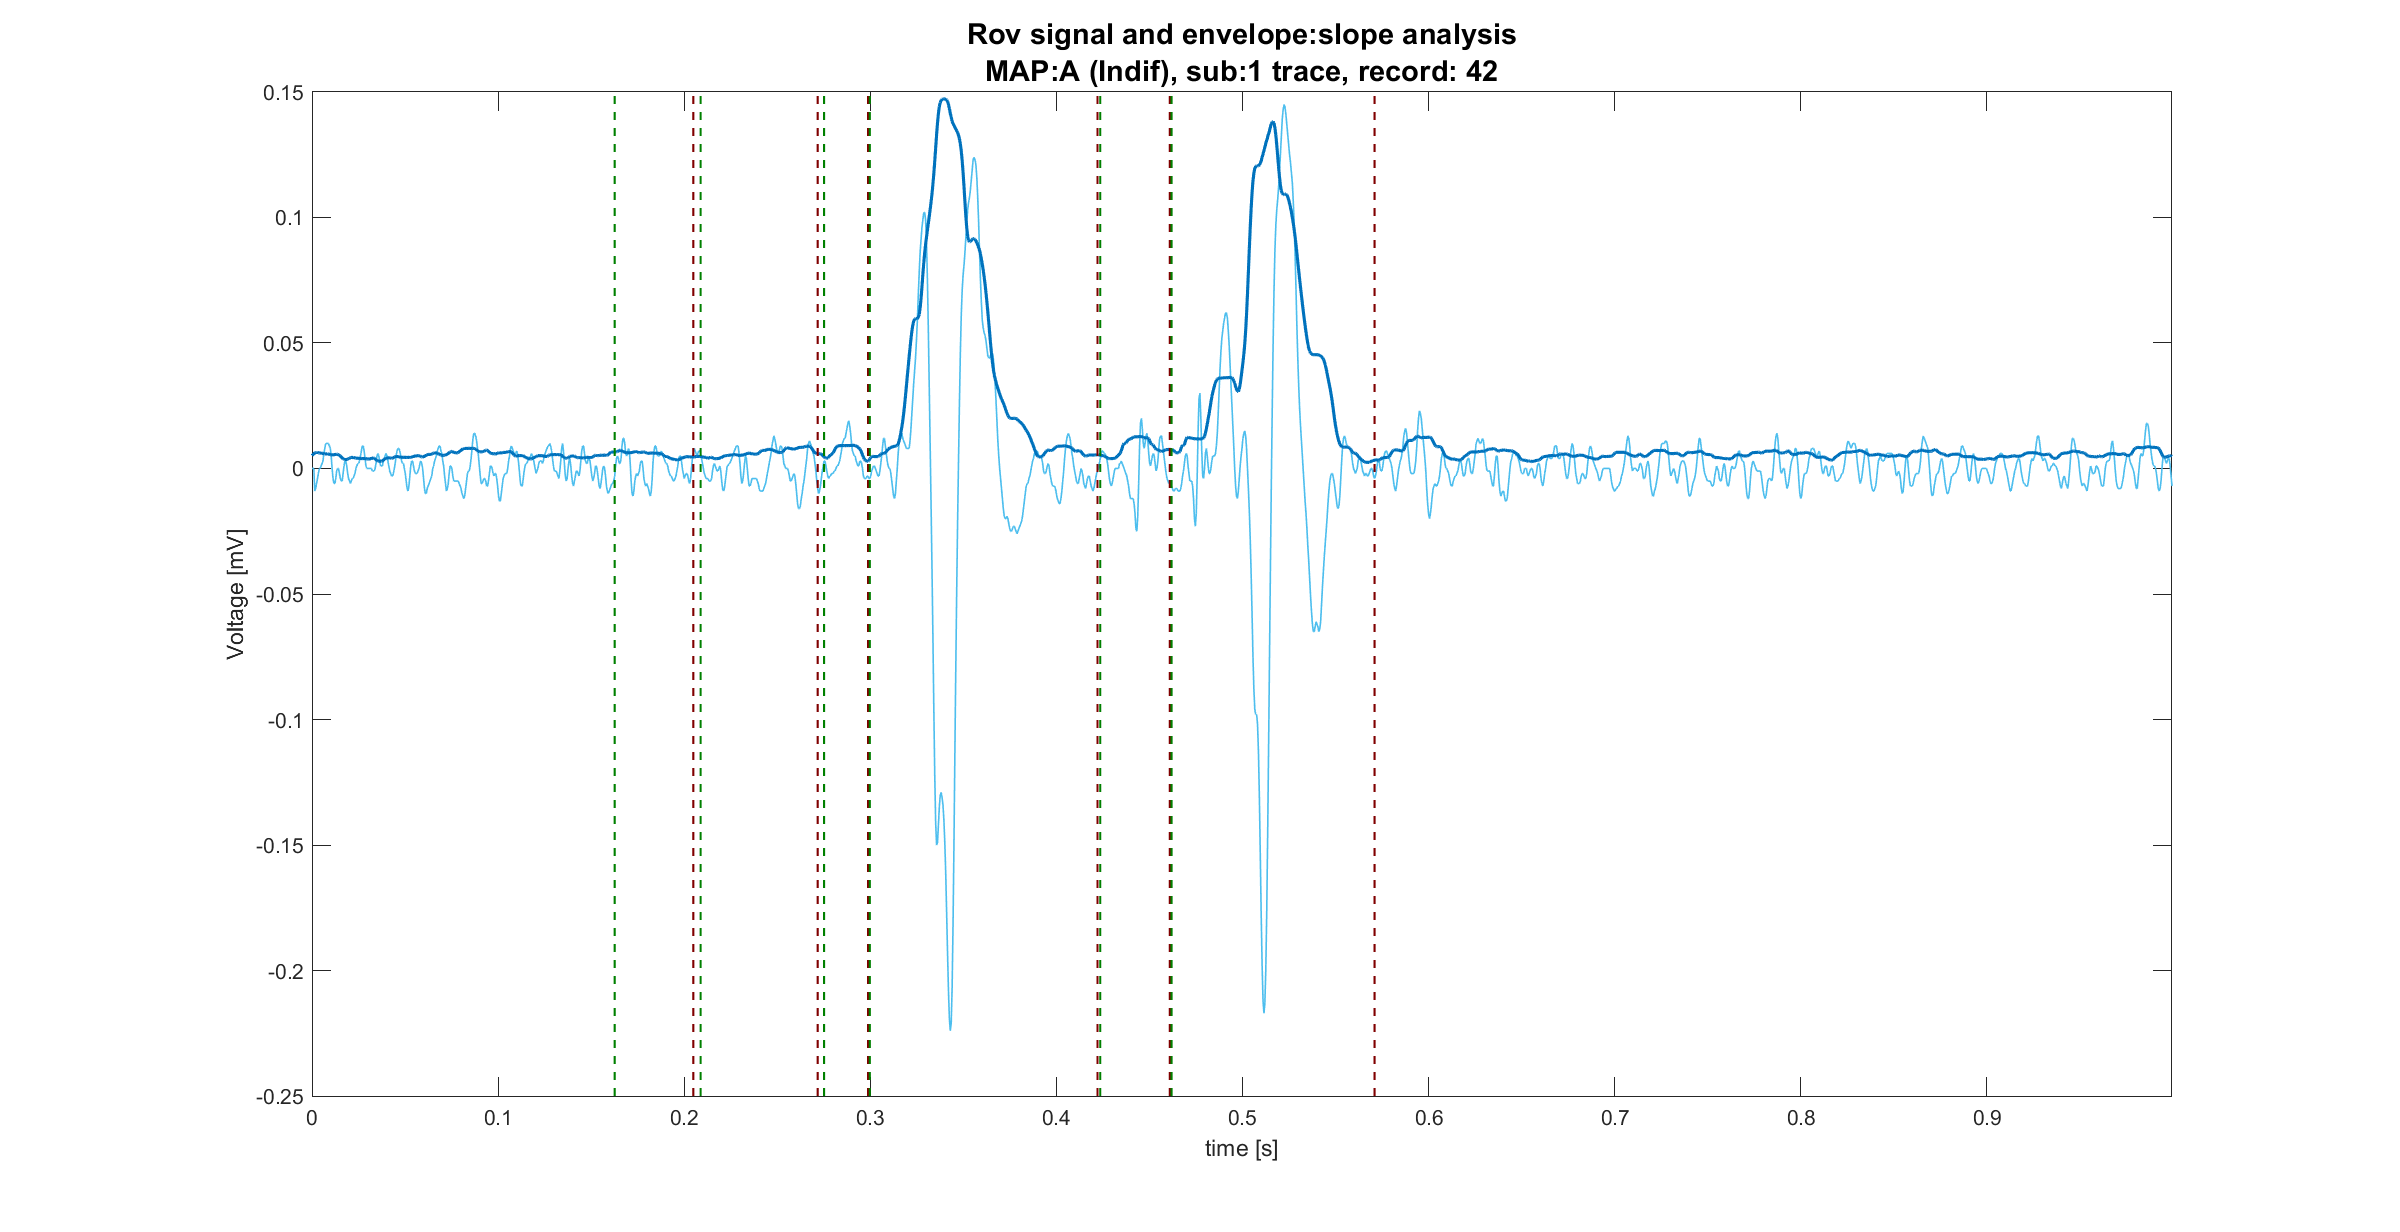 Rov signal and envelope:slope analysis
MAP:A (Indif), sub:1 trace, record: 42
0.15
0.1
0.05
0
-0.05
-0.1
-0.15
-0.2
-0.25
Voltage [mV]
0 0.1 0.2 0.3 0.4 0.5 0.6 0.7 0.8 0.9
time [s]